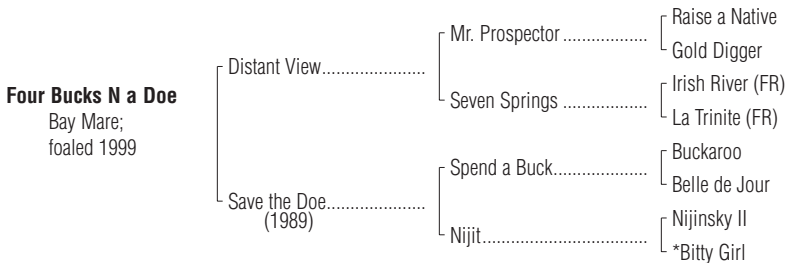 Raise a Native
Mr. Prospector ..................
Gold Digger
Distant View......................
Irish River (FR)
Seven Springs ..................
La Trinite (FR)
Four Bucks N a Doe
Bay Mare;
foaled 1999
Buckaroo
Spend a Buck....................
Belle de Jour
Save the Doe.....................
(1989)
Nijinsky II
Nijit...................................
*Bitty Girl